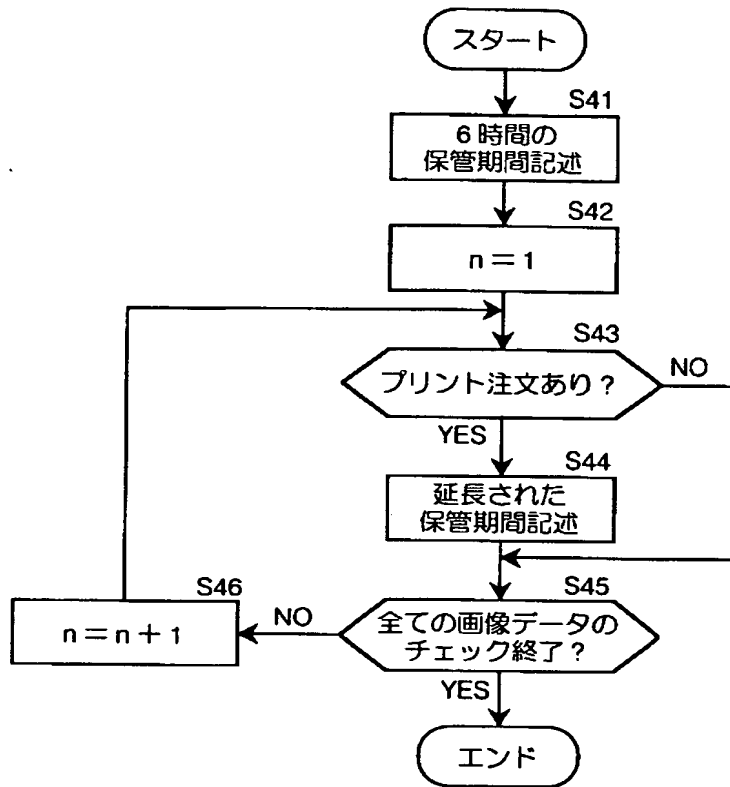 スタート
S41
6時間の
保管期間記述
S42
n=1
S43
プリント注文あり?
NO
YES
S44
延長された
保管期間記述
S45
全ての画像データの
チェック終了?
NO
S46
n=n+1
YES
エンド